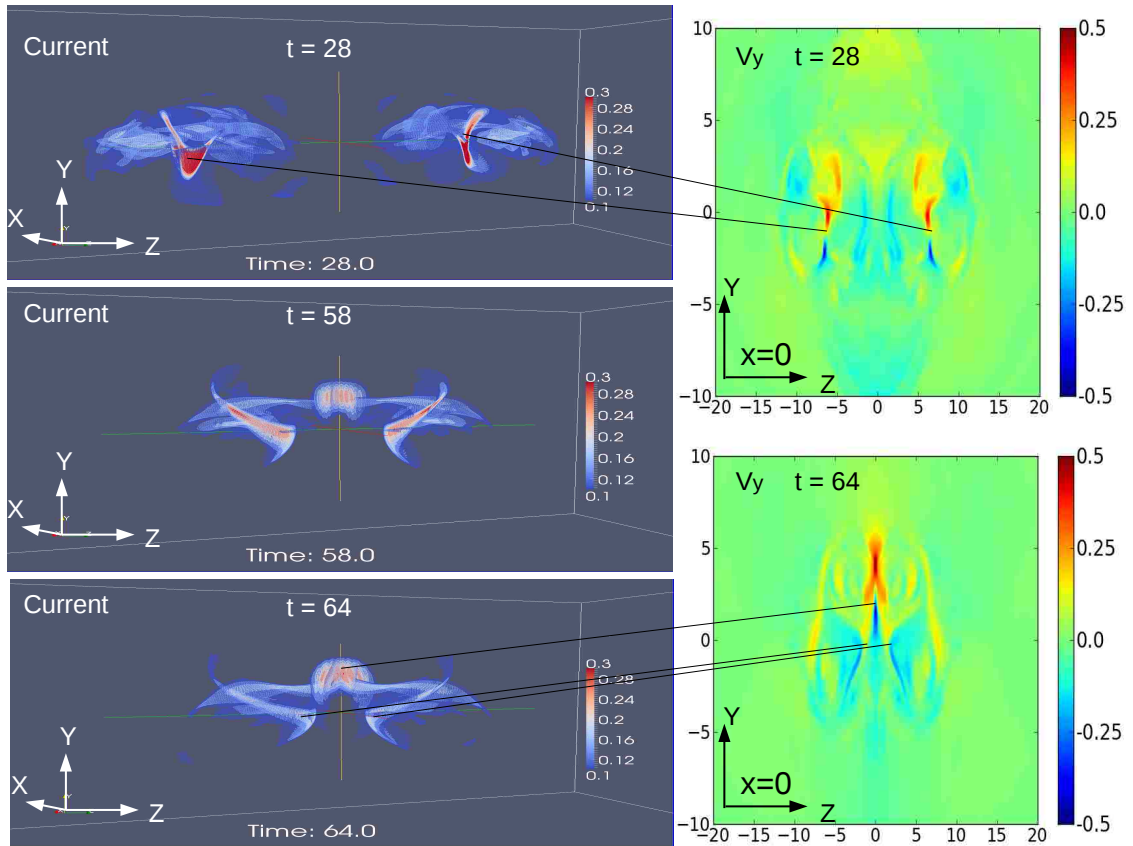 Current
t = 28
0.3
0.28
0.24
0.2
0.16
0.12
0.1
Y
X
Z
Time: 28.0
Vy t = 28
10
5
0
−5
−10
−20 −15 −10 −5 0 5 10 15 20
Y
x=0
Z
0.5
0.25
0.0
-0.25
-0.5
Current
t = 58
0.3
0.28
0.24
0.2
0.16
0.12
0.1
Y
X
Z
Time: 58.0
Current
t = 64
0.3
0.28
0.24
0.2
0.16
0.12
0.1
Y
X
Z
Time: 64.0
Vy t = 64
10
5
0
−5
−10
−20 −15 −10 −5 0 5 10 15 20
Y
x=0
Z
0.5
0.25
0.0
-0.25
-0.5